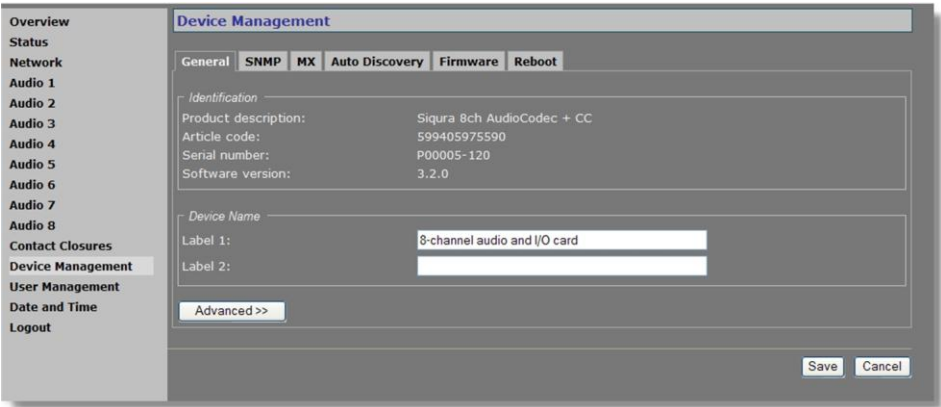 Overview
Status
Network
Audio 1
Audio 2
Audio 3
Audio 4
Audio 5
Audio 6
Audio 7
Audio 8
Contact Closures
Device Management
User Management
Date and Time
Logout
Device Management
General SNMP MX Auto Discovery Firmware Reboot
Identification
Product description: Siqura 8ch AudioCodec + CC
Article code: 599405975590
Serial number: P00005-120
Software version: 3.2.0
Device Name
Label 1: 8-channel audio and I/O card
Label 2:
Advanced >>
Save Cancel